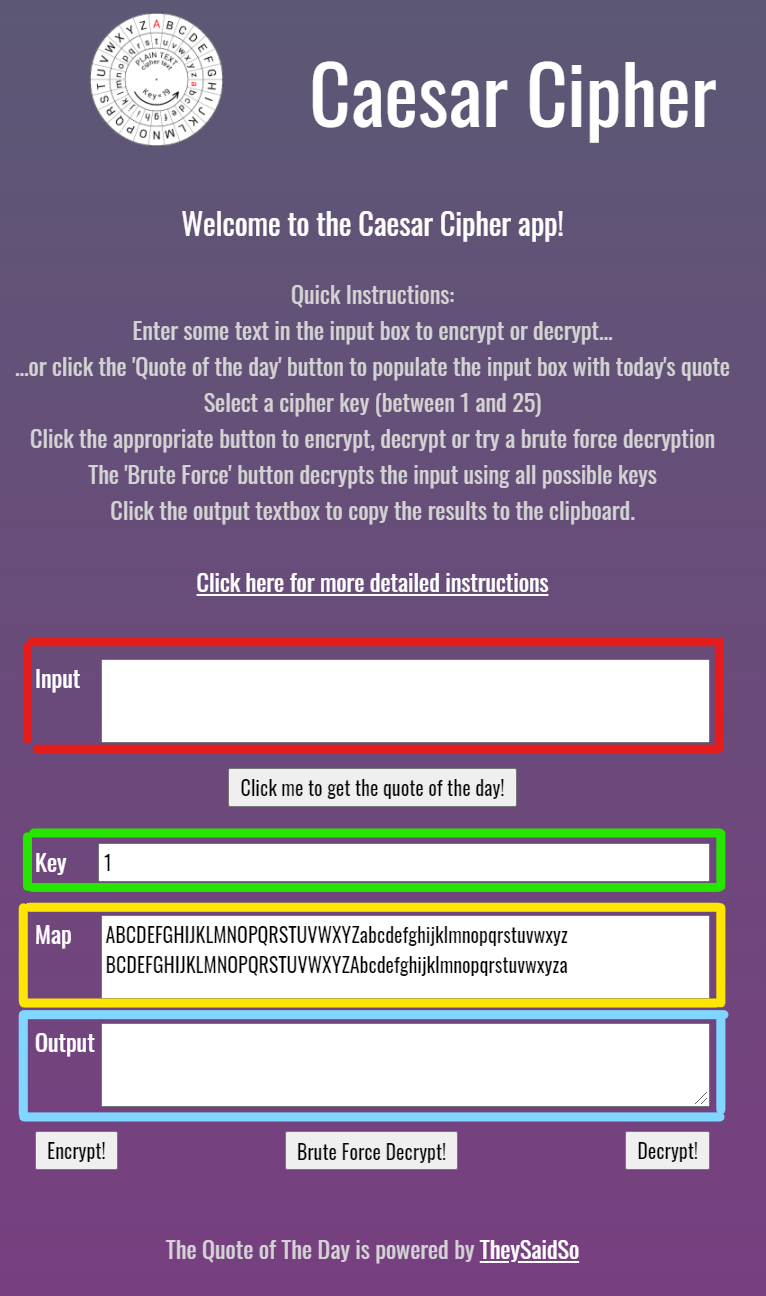 PLAIN TEXT
cipher text
Key=19
Caesar Cipher
Welcome to the Caesar Cipher app!
Quick Instructions:
Enter some text in the input box to encrypt or decrypt...
...or click the 'Quote of the day' button to populate the input box with today's quote
Select a cipher key (between 1 and 25)
Click the appropriate button to encrypt, decrypt or try a brute force decryption
The 'Brute Force' button decrypts the input using all possible keys
Click the output textbox to copy the results to the clipboard.
Click here for more detailed instructions
Input
Click me to get the quote of the day!
Key 1
Map ABCDEFGHIJKLMNOPQRSTUVWXYZabcdefghijklmnopqrstuvwxyz
BCDEFGHIJKLMNOPQRSTUVWXYZAbcdefghijklmnopqrstuvwxyza
Output
Encrypt! Brute Force Decrypt! Decrypt!
The Quote of The Day is powered by TheySaidSo